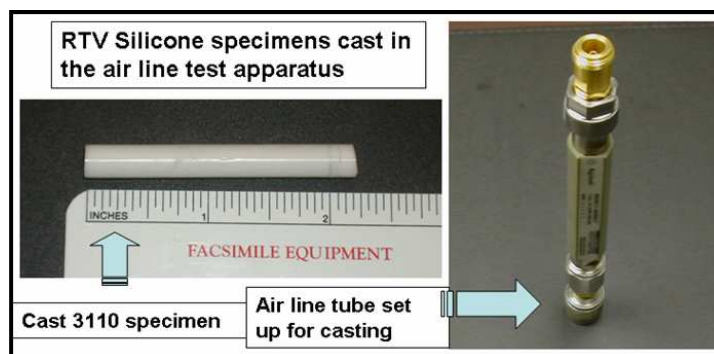 RTV Silicone specimens cast in
the air line test apparatus
INCHES 1 2
FACSIMILE EQUIPMENT
Cast 3110 specimen
Air line tube set
up for casting
Agilent